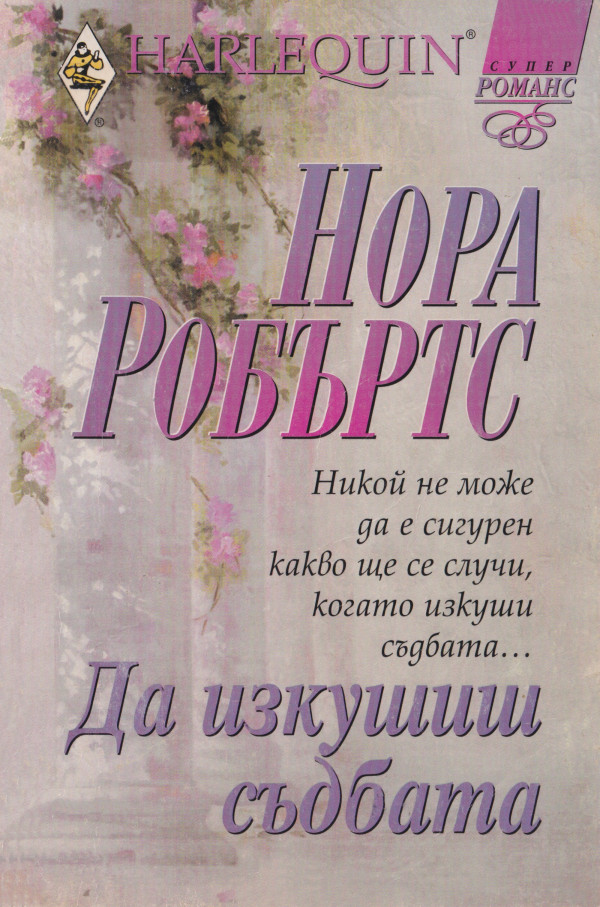 HARLEQUIN®
СУПЕР
РОМАНС
®
НОРА
РОБЪРТС
Никой не може
да е сигурен
какво ще се случи,
когато изкуши
съдбата...
Да изкушиш
съдбата